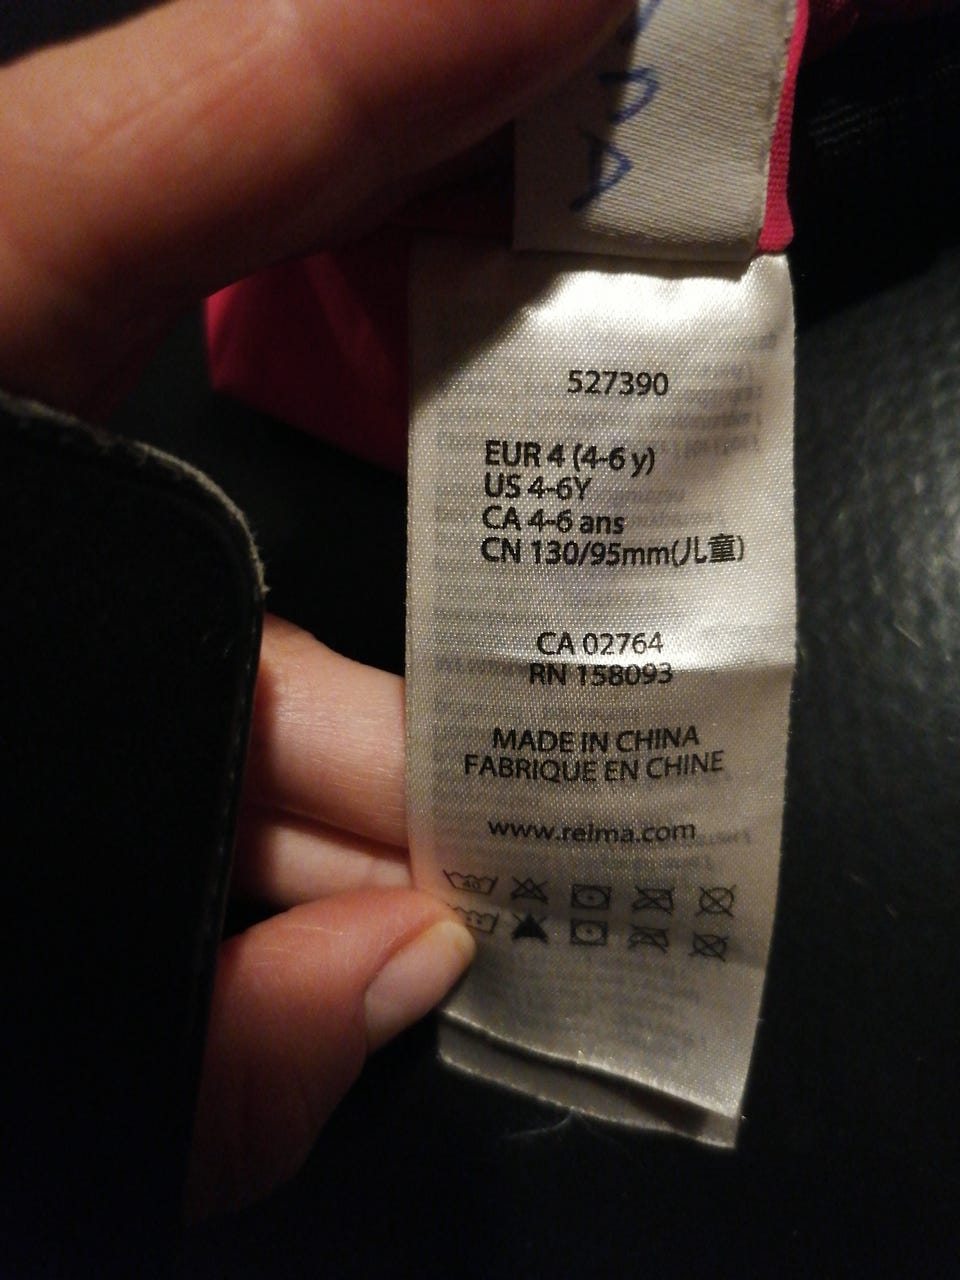 527390
EUR 4 (4-6 y)
US 4-6Y
CA 4-6 ans
CN 130/95mm(儿童)
CA 02764
RN 158093
MADE IN CHINA
FABRIQUE EN CHINE
www.reima.com
40